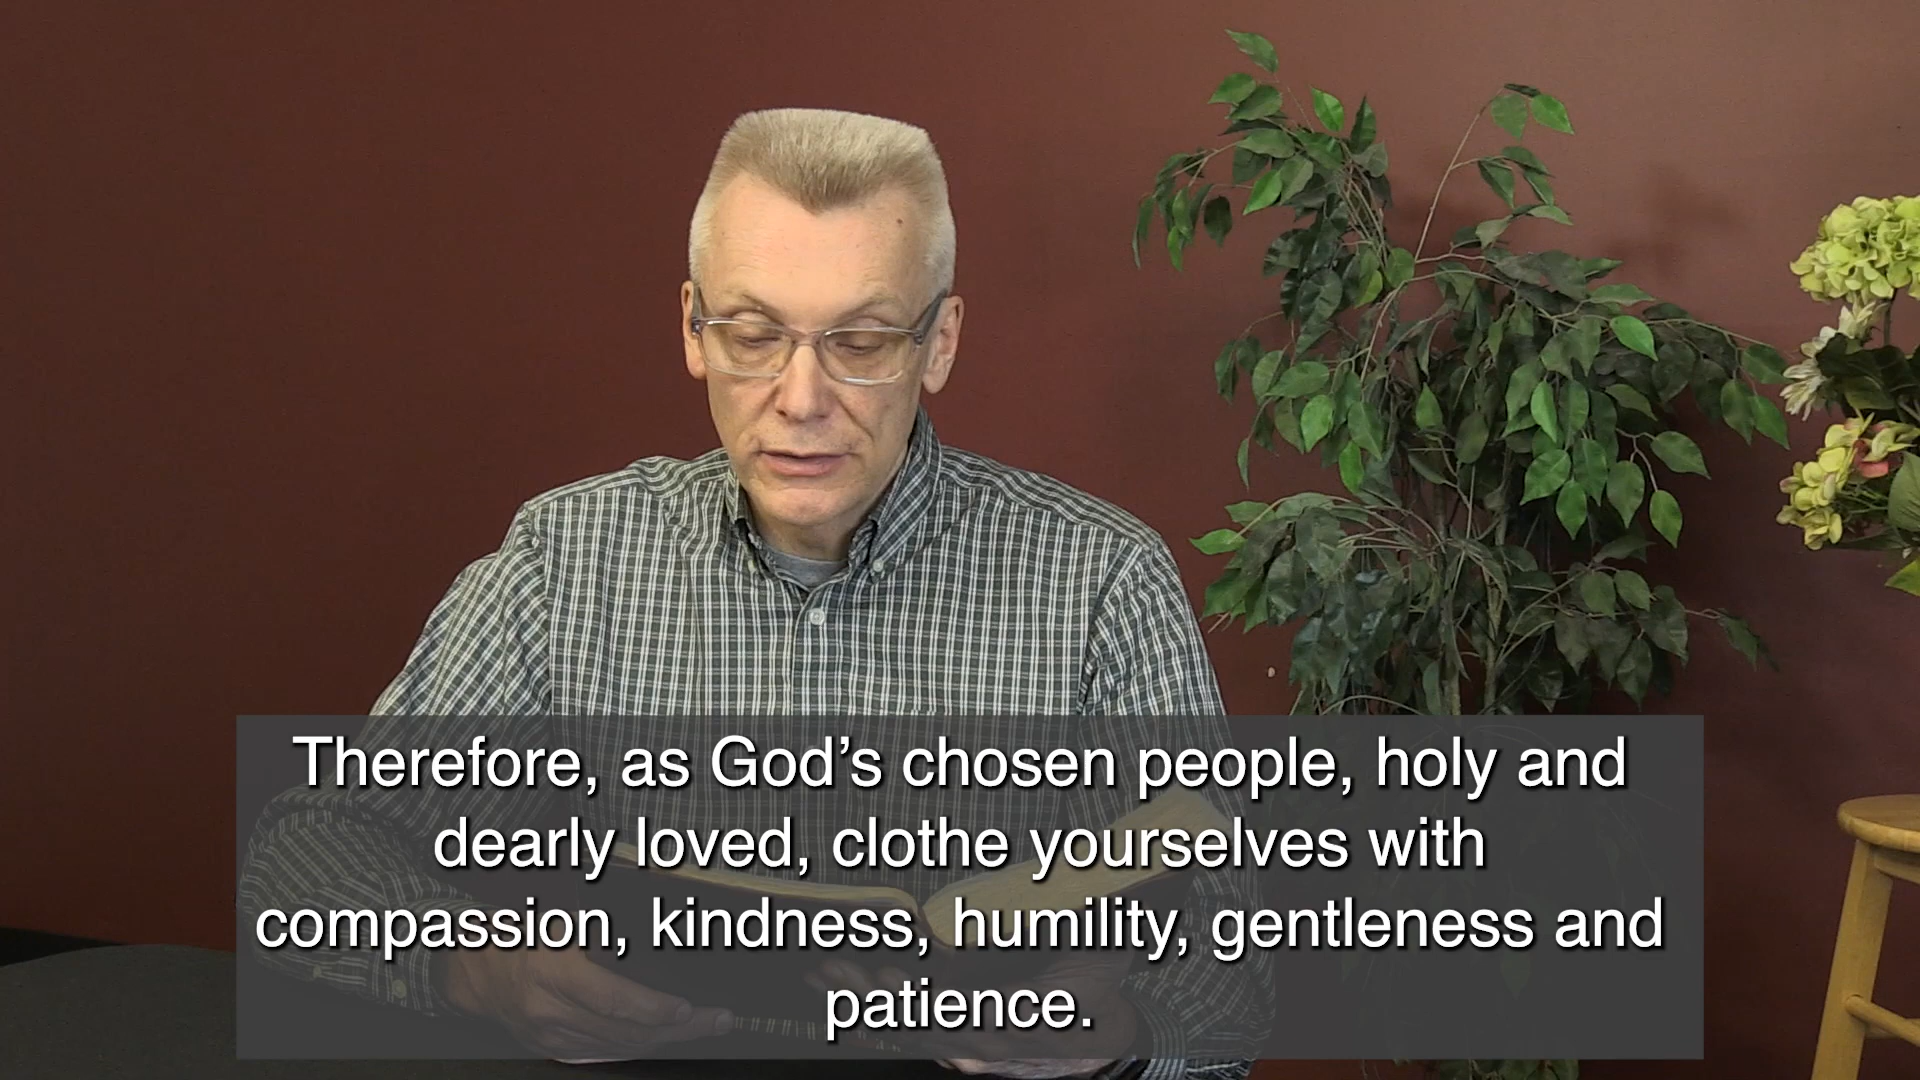 Therefore, as God’s chosen people, holy and
dearly loved, clothe yourselves with
compassion, kindness, humility, gentleness and
patience.